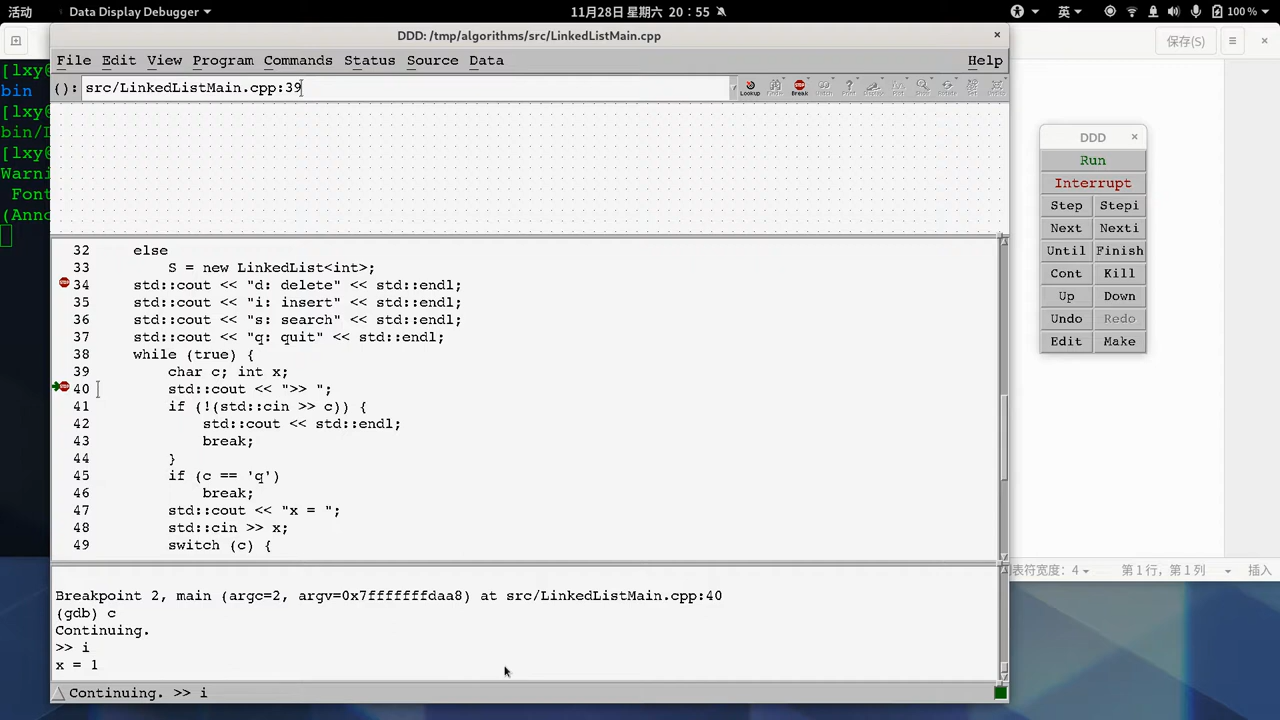 活动
Data Display Debugger
11月28日 星期六 20：55
英
100 %
[lxy@
bin
[lxy@
bin/
[lxy@
Warni
Font
(Anno
DDD: /tmp/algorithms/src/LinkedListMain.cpp
×
File Edit View Program Commands Status Source Data Help
(): src/LinkedListMain.cpp:39
Lookup Break
32 else
33 S = new LinkedList<int>;
34 std::cout << "d: delete" << std::endl;
35 std::cout << "i: insert" << std::endl;
36 std::cout << "s: search" << std::endl;
37 std::cout << "q: quit" << std::endl;
38 while (true) {
39 char c; int x;
40 std::cout << ">> ";
41 if (!(std::cin >> c)) {
42 std::cout << std::endl;
43 break;
44 }
45 if (c == 'q')
46 break;
47 std::cout << "x = ";
48 std::cin >> x;
49 switch (c) {
Breakpoint 2, main (argc=2, argv=0x7fffffffdaa8) at src/LinkedListMain.cpp:40
(gdb) c
Continuing.
>> i
x = 1
Continuing. >> i
保存(S)
DDD
Run
Interrupt
Step Stepi
Next Nexti
Until Finish
Cont Kill
Up Down
Undo Redo
Edit Make
表符宽度：4
第 1 行，第 1 列
插入